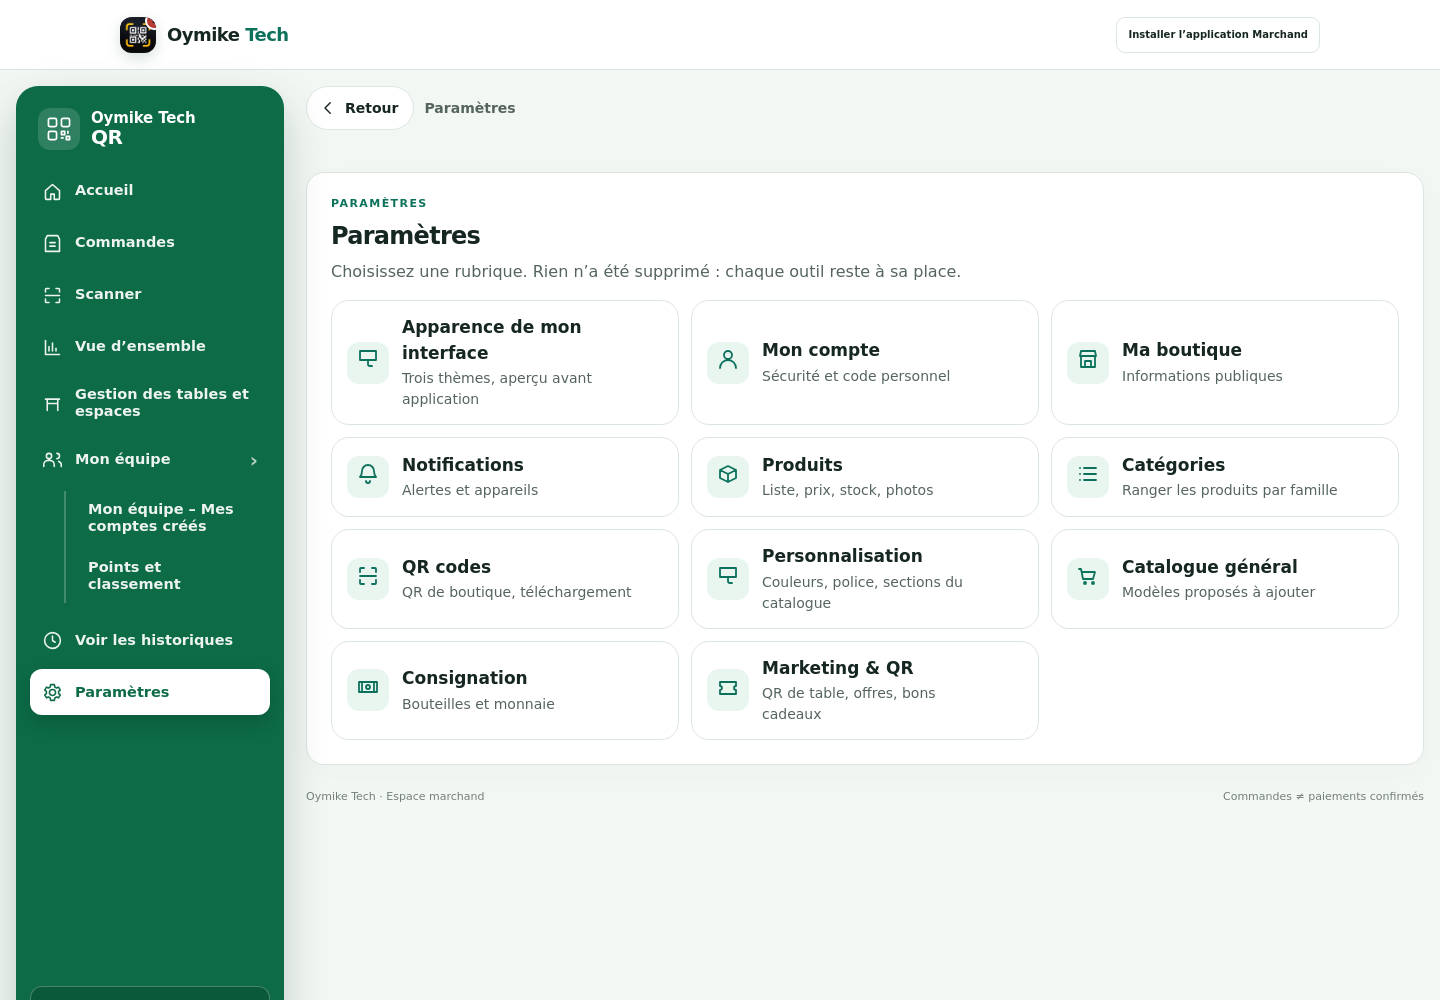 Oymike Tech
Installer l’application Marchand
Oymike Tech
QR
Accueil
Commandes
Scanner
Vue d’ensemble
Gestion des tables et
espaces
Mon équipe
Mon équipe – Mes
comptes créés
Points et
classement
Voir les historiques
Paramètres
Retour
Paramètres
PARAMÈTRES
Paramètres
Choisissez une rubrique. Rien n’a été supprimé : chaque outil reste à sa place.
Apparence de mon
interface
Trois thèmes, aperçu avant
application
Mon compte
Sécurité et code personnel
Ma boutique
Informations publiques
Notifications
Alertes et appareils
Produits
Liste, prix, stock, photos
Catégories
Ranger les produits par famille
QR codes
QR de boutique, téléchargement
Personnalisation
Couleurs, police, sections du
catalogue
Catalogue général
Modèles proposés à ajouter
Consignation
Bouteilles et monnaie
Marketing & QR
QR de table, offres, bons
cadeaux
Oymike Tech · Espace marchand
Commandes ≠ paiements confirmés